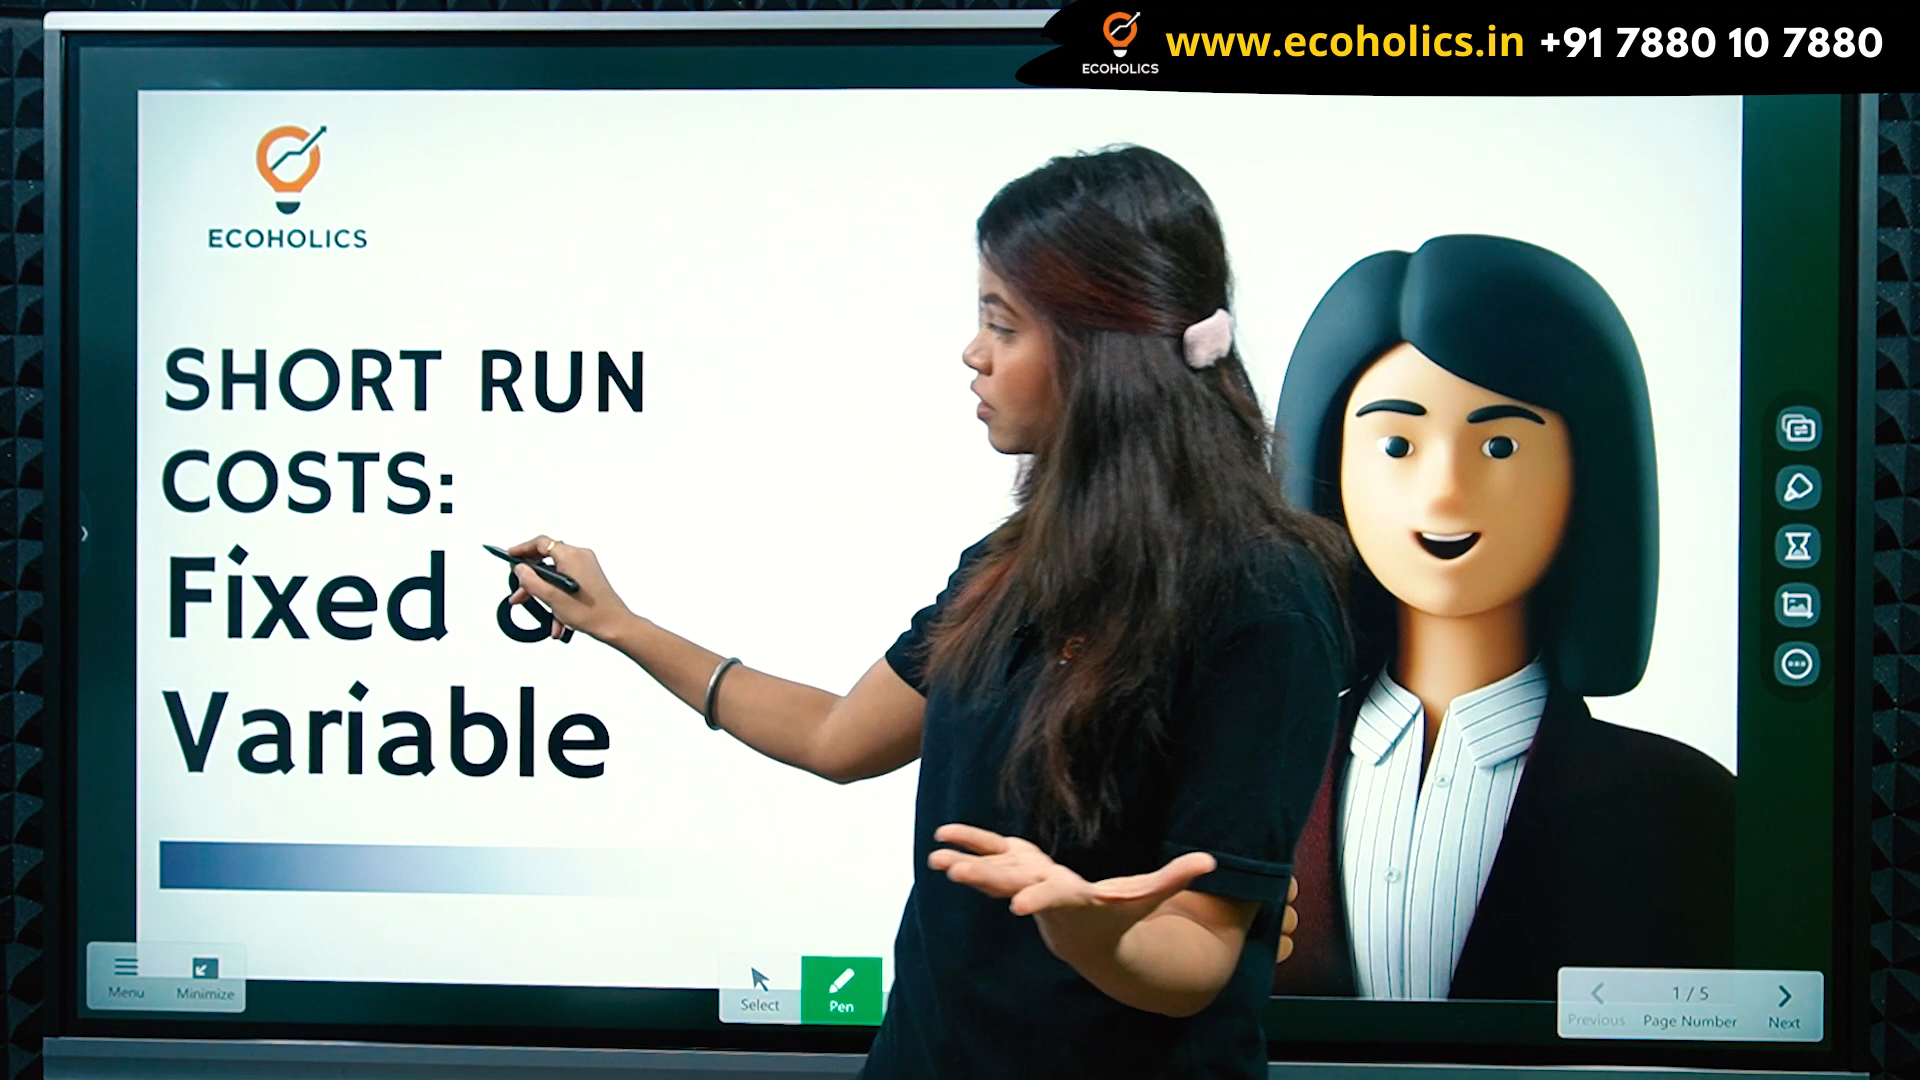 ECOHOLICS
www.ecoholics.in +91 7880 10 7880
ECOHOLICS
SHORT RUN
COSTS:
Fixed &
Variable
Menu
Minimize
Select
Pen
1 / 5
Previous
Page Number
Next